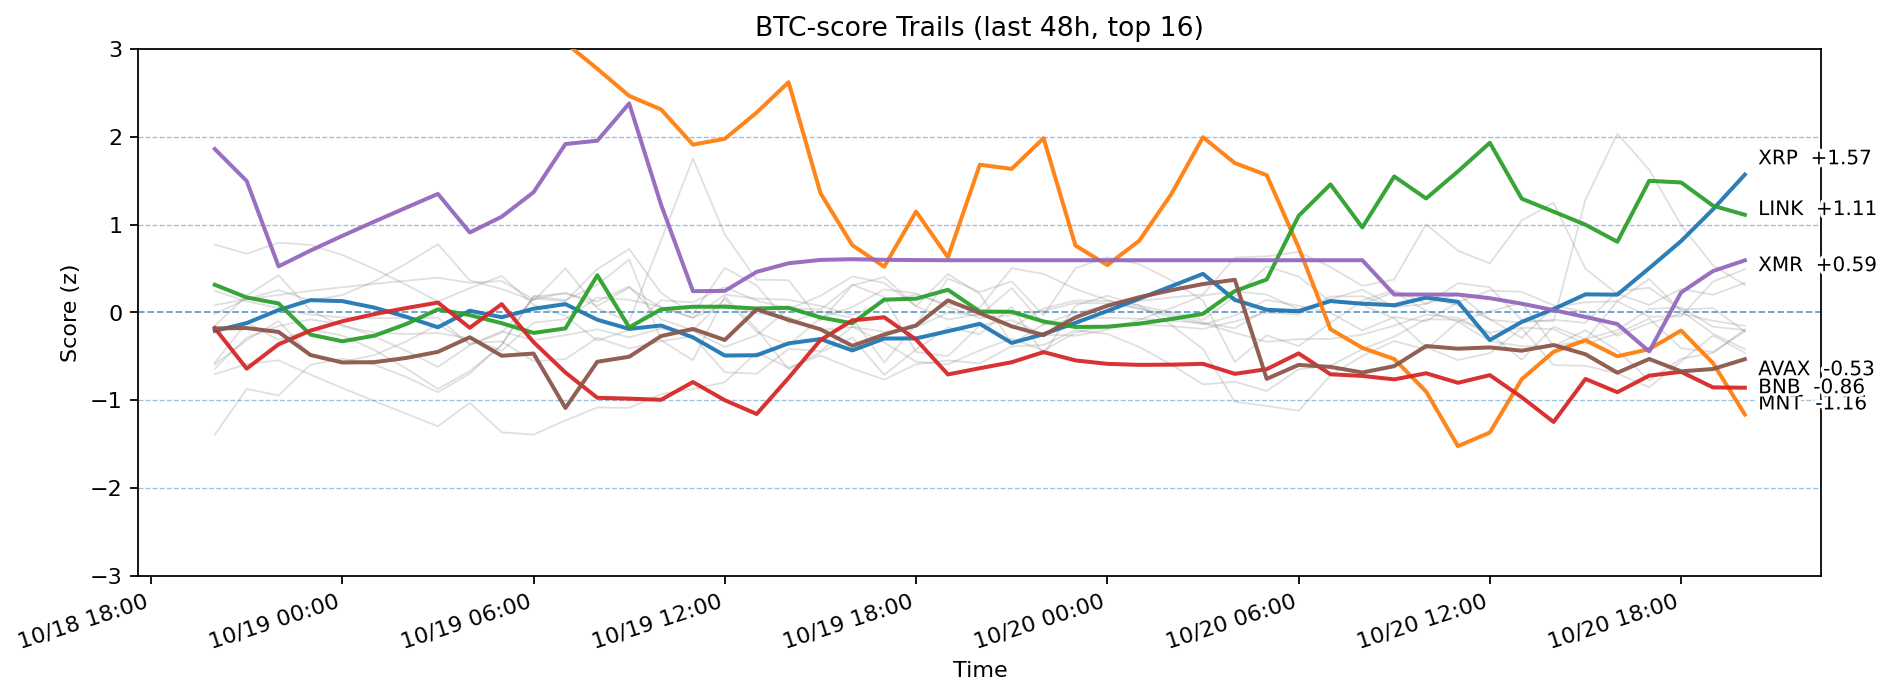 BTC-score Trails (last 48h, top 16)
Score (z)
3
2
1
0
−1
−2
−3
XRP +1.57
LINK +1.11
XMR +0.59
AVAX -0.53
BNB -0.86
MNT -1.16
10/18 18:00
10/19 00:00
10/19 06:00
10/19 12:00
10/19 18:00
10/20 00:00
10/20 06:00
10/20 12:00
10/20 18:00
Time